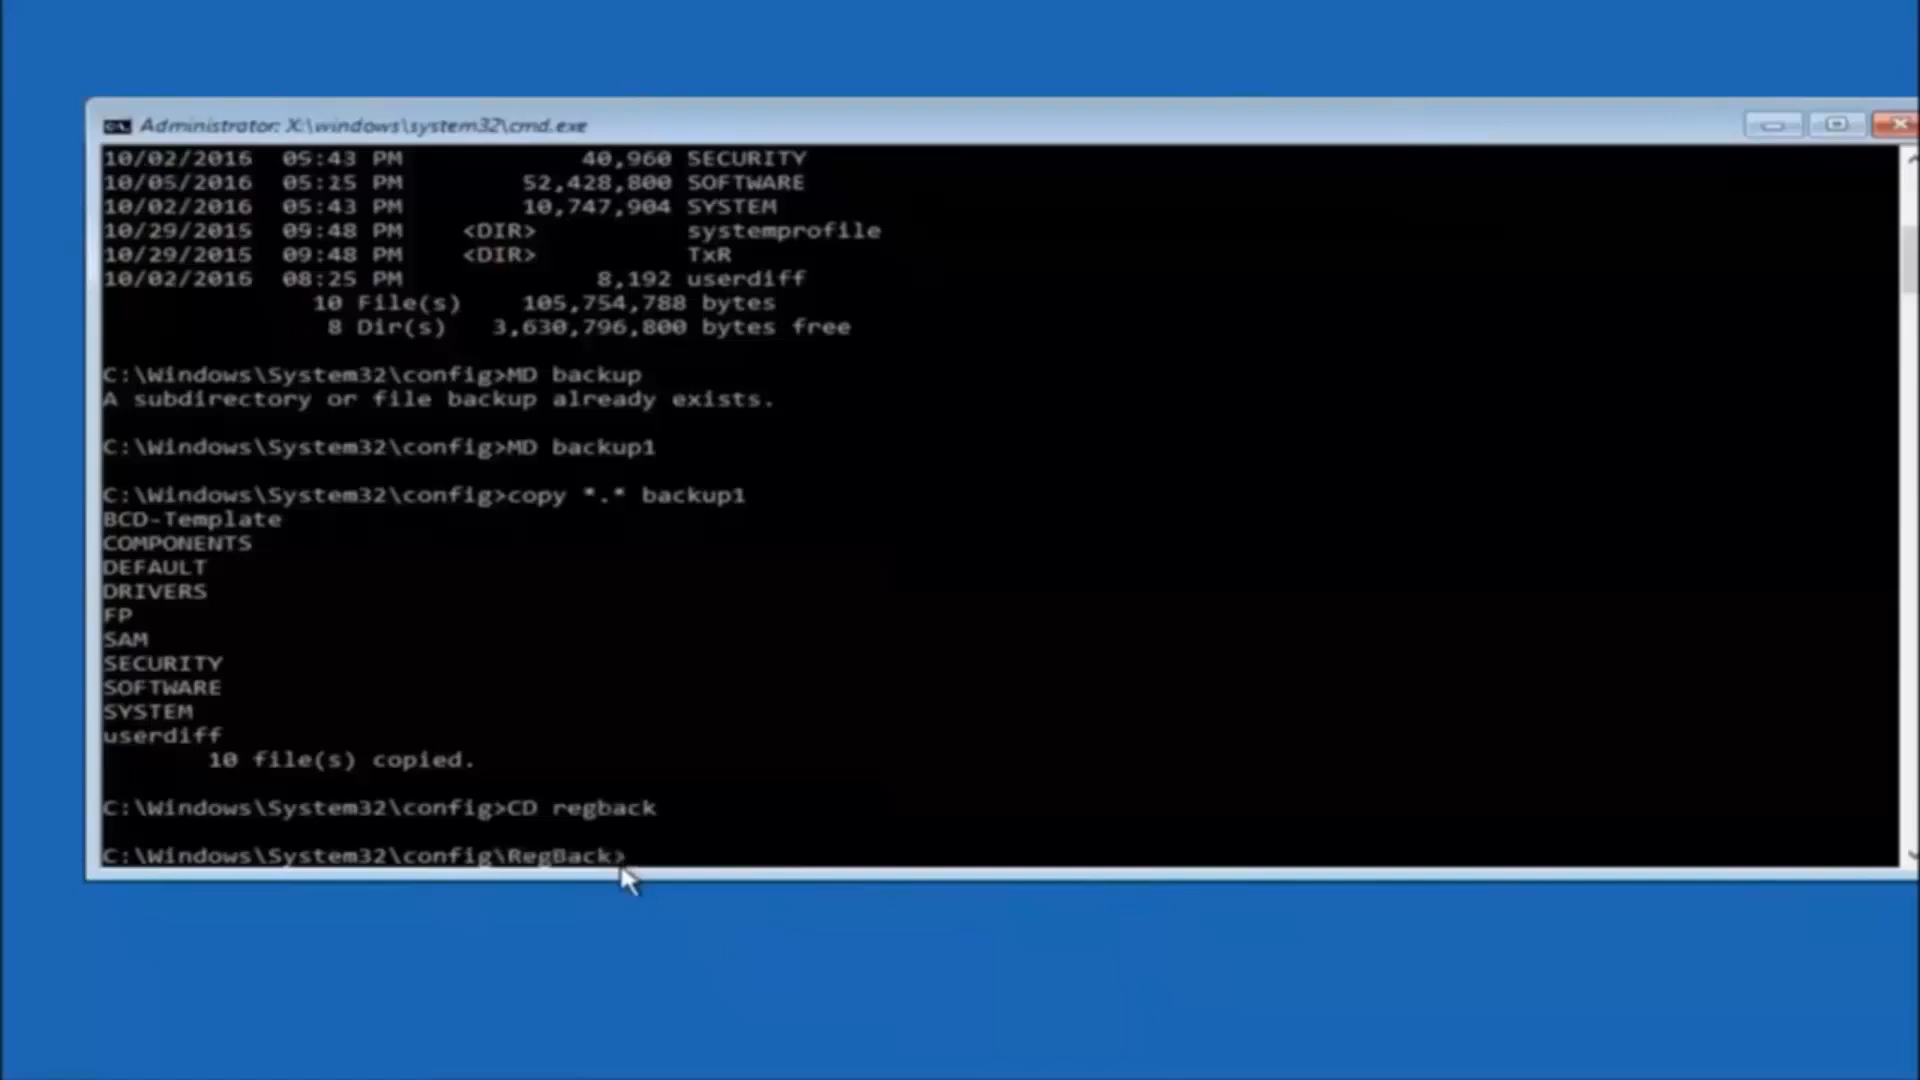 Administrator: X:\windows\system32\cmd.exe
10/02/2016 05:43 PM 40,960 SECURITY
10/05/2016 05:25 PM 52,428,800 SOFTWARE
10/02/2016 05:43 PM 10,747,904 SYSTEM
10/29/2015 09:48 PM <DIR> systemprofile
10/29/2015 09:48 PM <DIR> TxR
10/02/2016 08:25 PM 8,192 userdiff
10 File(s) 105,754,788 bytes
8 Dir(s) 3,630,796,800 bytes free
C:\Windows\System32\config>MD backup
A subdirectory or file backup already exists.
C:\Windows\System32\config>MD backup1
C:\Windows\System32\config>copy *.* backup1
BCD-Template
COMPONENTS
DEFAULT
DRIVERS
FP
SAM
SECURITY
SOFTWARE
SYSTEM
userdiff
10 file(s) copied.
C:\Windows\System32\config>CD regback
C:\Windows\System32\config\RegBack>